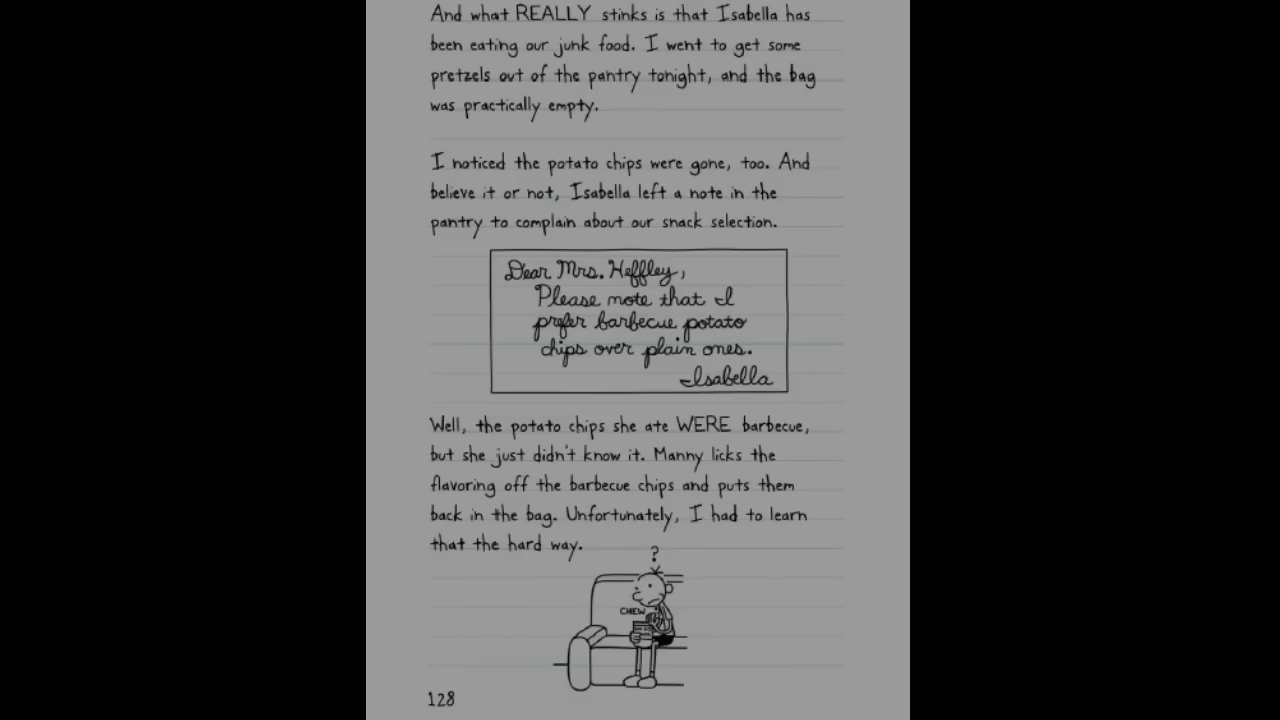 And what REALLY stinks is that Isabella has
been eating our junk food. I went to get some
pretzels out of the pantry tonight, and the bag
was practically empty.
I noticed the potato chips were gone, too. And
believe it or not, Isabella left a note in the
pantry to complain about our snack selection.
Dear Mrs. Heffley,
Please note that I
prefer barbecue potato
chips over plain ones.
-Isabella
Well, the potato chips she ate WERE barbecue,
but she just didn't know it. Manny licks the
flavoring off the barbecue chips and puts them
back in the bag. Unfortunately, I had to learn
that the hard way.
?
CHEW
128